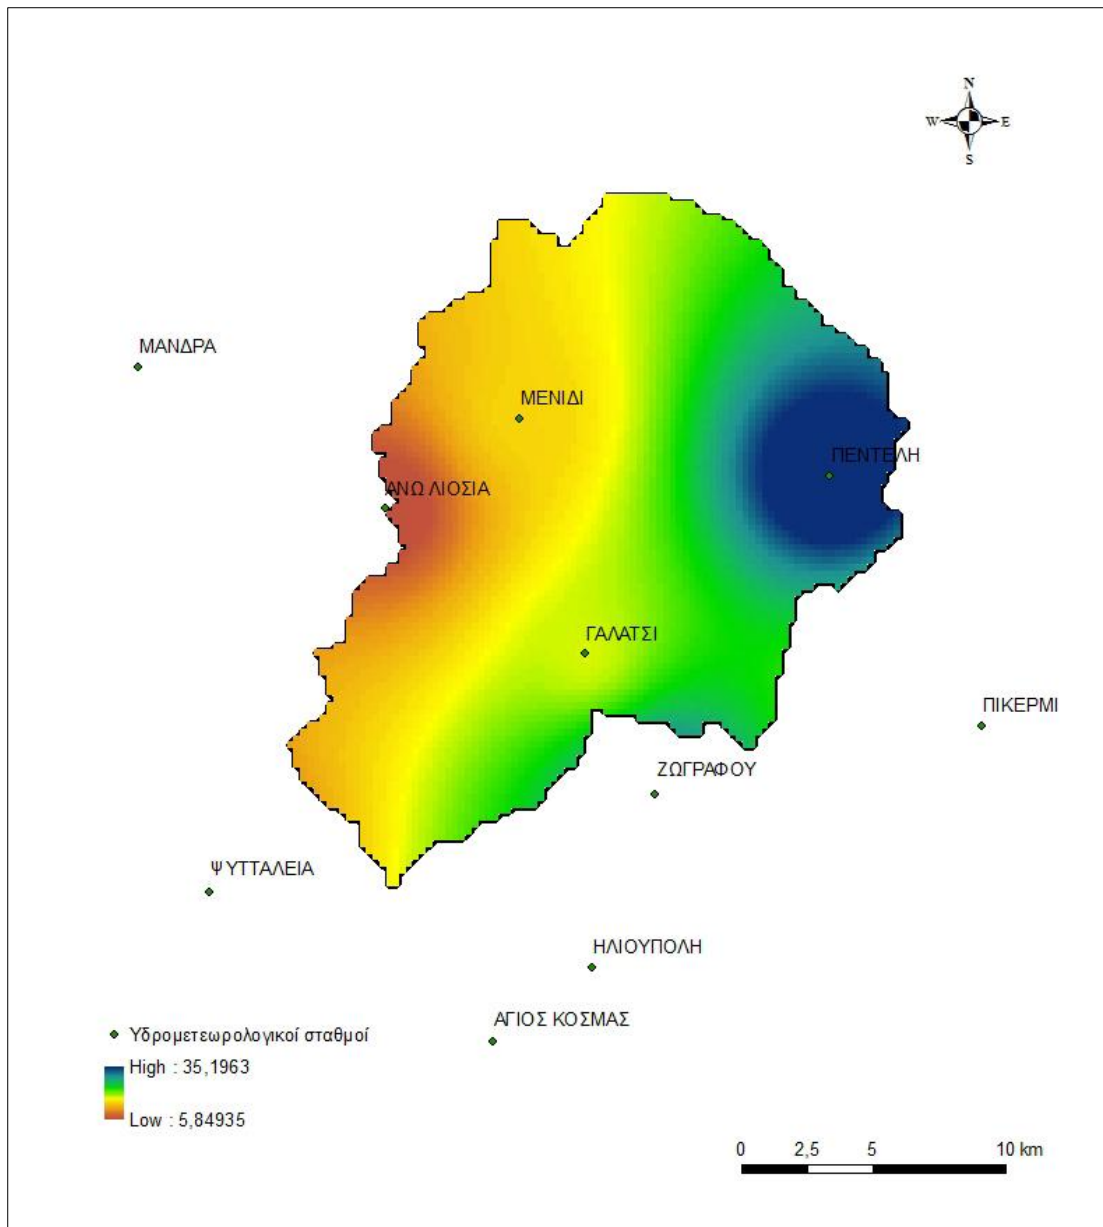 N
W E
S
ΜΑΝΔΡΑ
ΜΕΝΙΔΙ
ΠΕΝΤΕΛΗ
ΑΝΩ ΛΙΟΣΙΑ
ΓΑΛΑΤΣΙ
ΠΙΚΕΡΜΙ
ΖΩΓΡΑΦΟΥ
ΨΥΤΤΑΛΕΙΑ
ΗΛΙΟΥΠΟΛΗ
ΑΓΙΟΣ ΚΟΣΜΑΣ
Υδρομετεωρολογικοί σταθμοί
High : 35,1963
Low : 5,84935
0 2,5 5 10 km